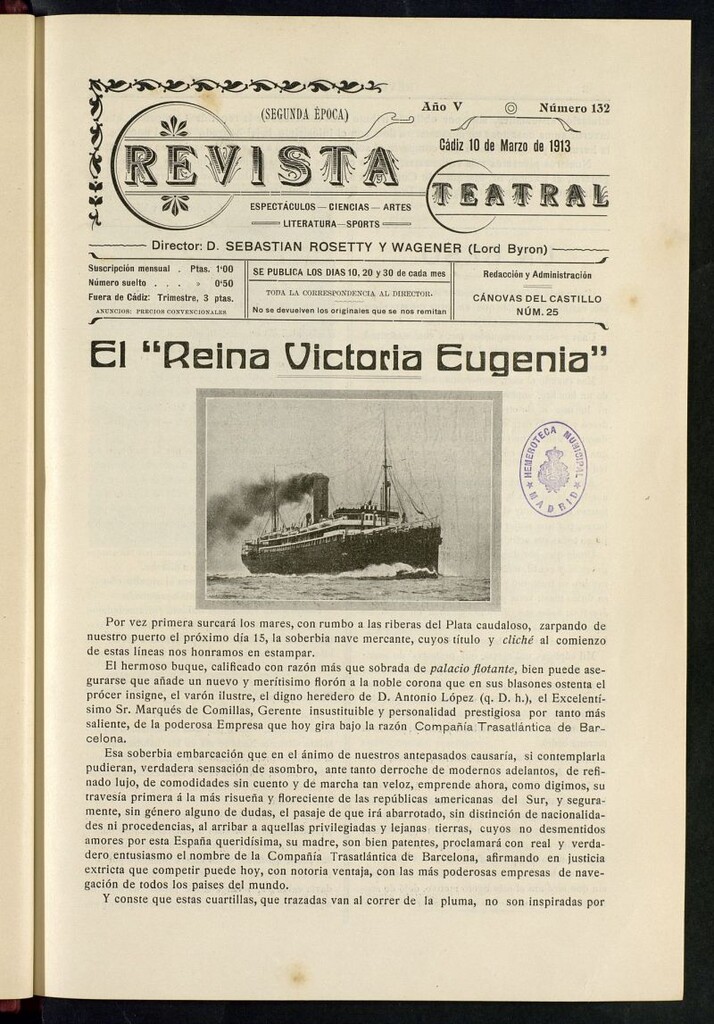 (SEGUNDA ÉPOCA)
Año V
Número 132
REVISTA
Cádiz 10 de Marzo de 1913
TEATRAL
ESPECTÁCULOS — CIENCIAS — ARTES
LITERATURA—SPORTS
Director: D. SEBASTIAN ROSETTY Y WAGENER (Lord Byron)
Suscripción mensual . Ptas. 1'00
Número suelto . . . . » 0'50
Fuera de Cádiz: Trimestre, 3 ptas.
ANUNCIOS: PRECIOS CONVENCIONALES
SE PUBLICA LOS DIAS 10, 20 y 30 de cada mes
TODA LA CORRESPONDENCIA AL DIRECTOR.
No se devuelven los originales que se nos remitan
Redacción y Administración
CÁNOVAS DEL CASTILLO
NÚM. 25
El “Reina Victoria Eugenia”
HEMEROTECA MUNICIPAL
MADRID
Por vez primera surcará los mares, con rumbo a las riberas del Plata caudaloso, zarpando de
nuestro puerto el próximo día 15, la soberbia nave mercante, cuyos título y cliché al comienzo
de estas líneas nos honramos en estampar.
El hermoso buque, calificado con razón más que sobrada de palacio flotante, bien puede ase-
gurarse que añade un nuevo y merítisimo florón a la noble corona que en sus blasones ostenta el
prócer insigne, el varón ilustre, el digno heredero de D. Antonio López (q. D. h.), el Excelentí-
simo Sr. Marqués de Comillas, Gerente insustituible y personalidad prestigiosa por tanto más
saliente, de la poderosa Empresa que hoy gira bajo la razón Compañía Trasatlántica de Bar-
celona.
Esa soberbia embarcación que en el ánimo de nuestros antepasados causaría, si contemplarla
pudieran, verdadera sensación de asombro, ante tanto derroche de modernos adelantos, de refi-
nado lujo, de comodidades sin cuento y de marcha tan veloz, emprende ahora, como digimos, su
travesía primera á la más risueña y floreciente de las repúblicas americanas del Sur, y segura-
mente, sin género alguno de dudas, el pasaje de que irá abarrotado, sin distinción de nacionalida-
des ni procedencias, al arribar a aquellas privilegiadas y lejanas tierras, cuyos no desmentidos
amores por esta España queridísima, su madre, son bien patentes, proclamará con real y verda-
dero entusiasmo el nombre de la Compañía Trasatlántica de Barcelona, afirmando en justicia
extricta que competir puede hoy, con notoria ventaja, con las más poderosas empresas de nave-
gación de todos los paises del mundo.
Y conste que estas cuartillas, que trazadas van al correr de la pluma, no son inspiradas por